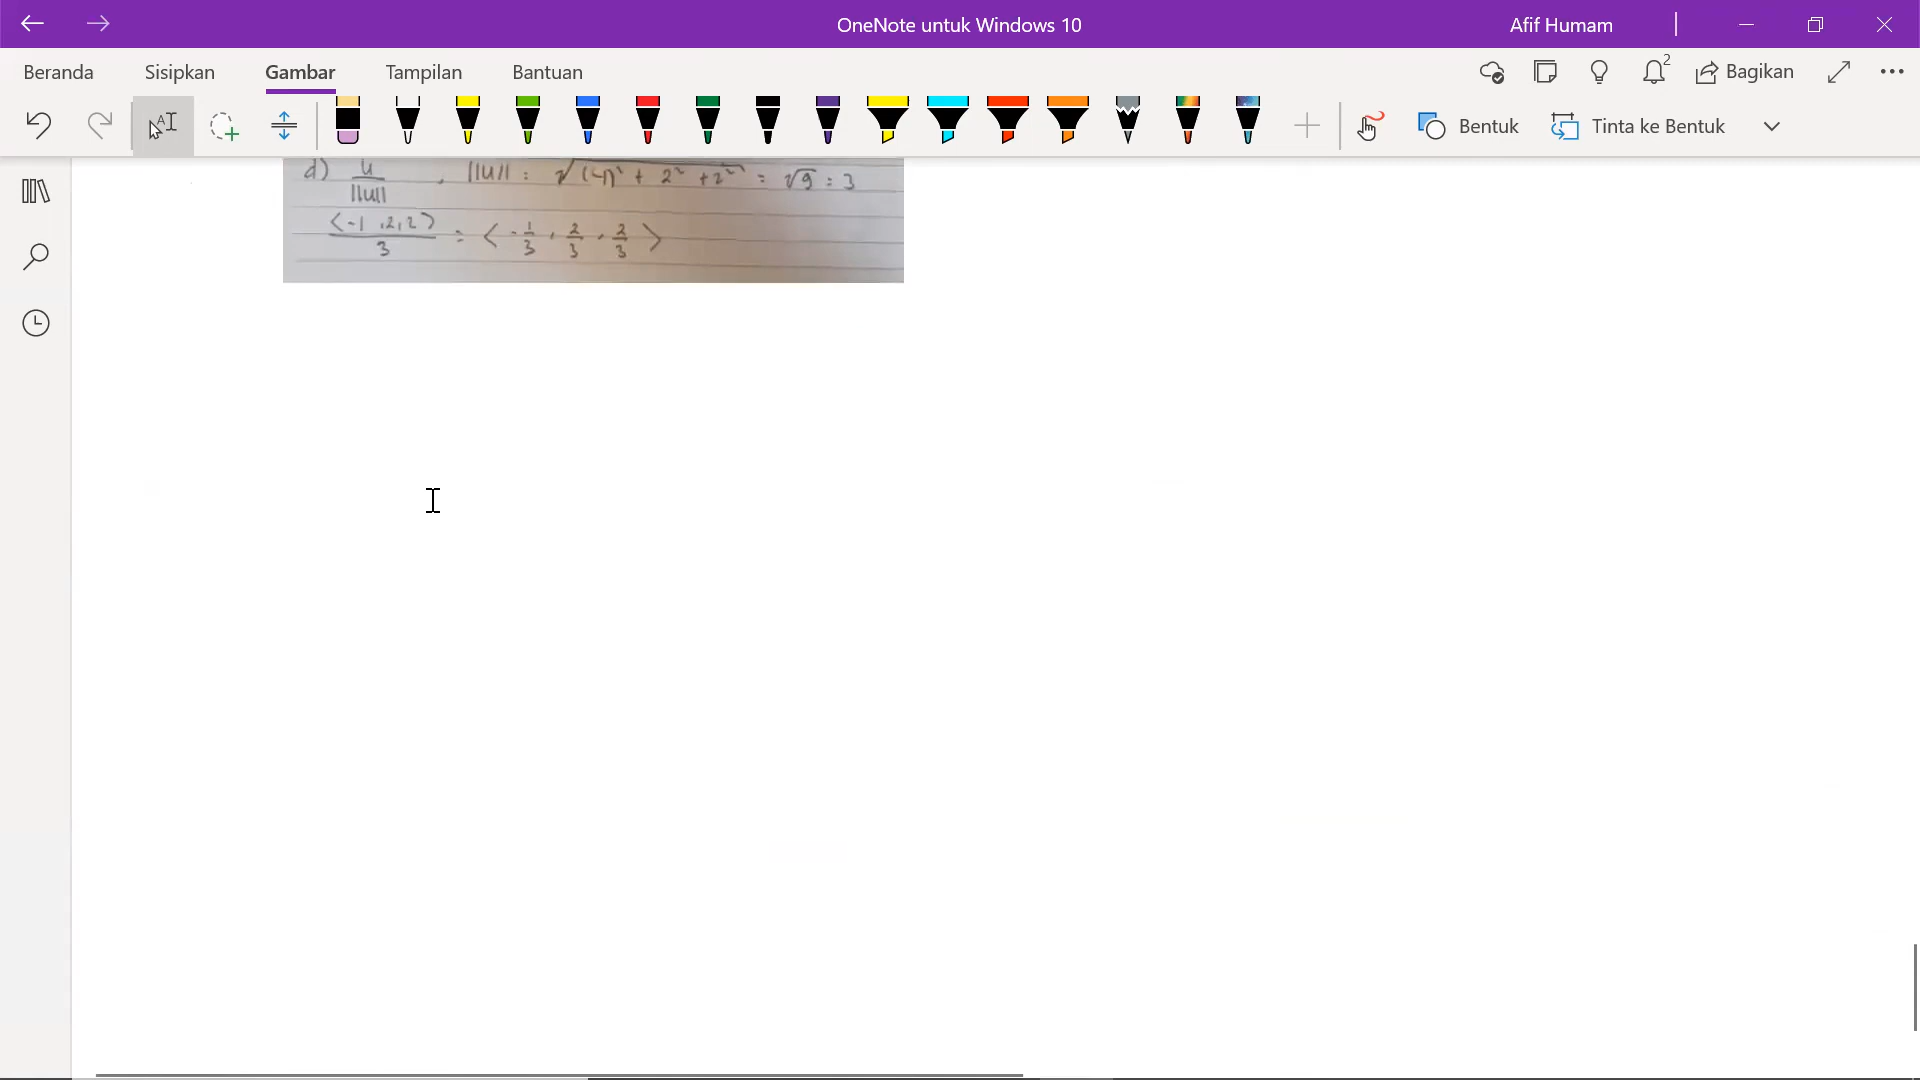 OneNote untuk Windows 10
Afif Humam
Beranda Sisipkan Gambar Tampilan Bantuan
2
Bagikan
Bentuk Tinta ke Bentuk
d) u/||u|| , ||u|| : √(-1)² + 2² + 2² = √9 : 3
<-1, 2, 2>/3 = <-1/3, 2/3, 2/3>